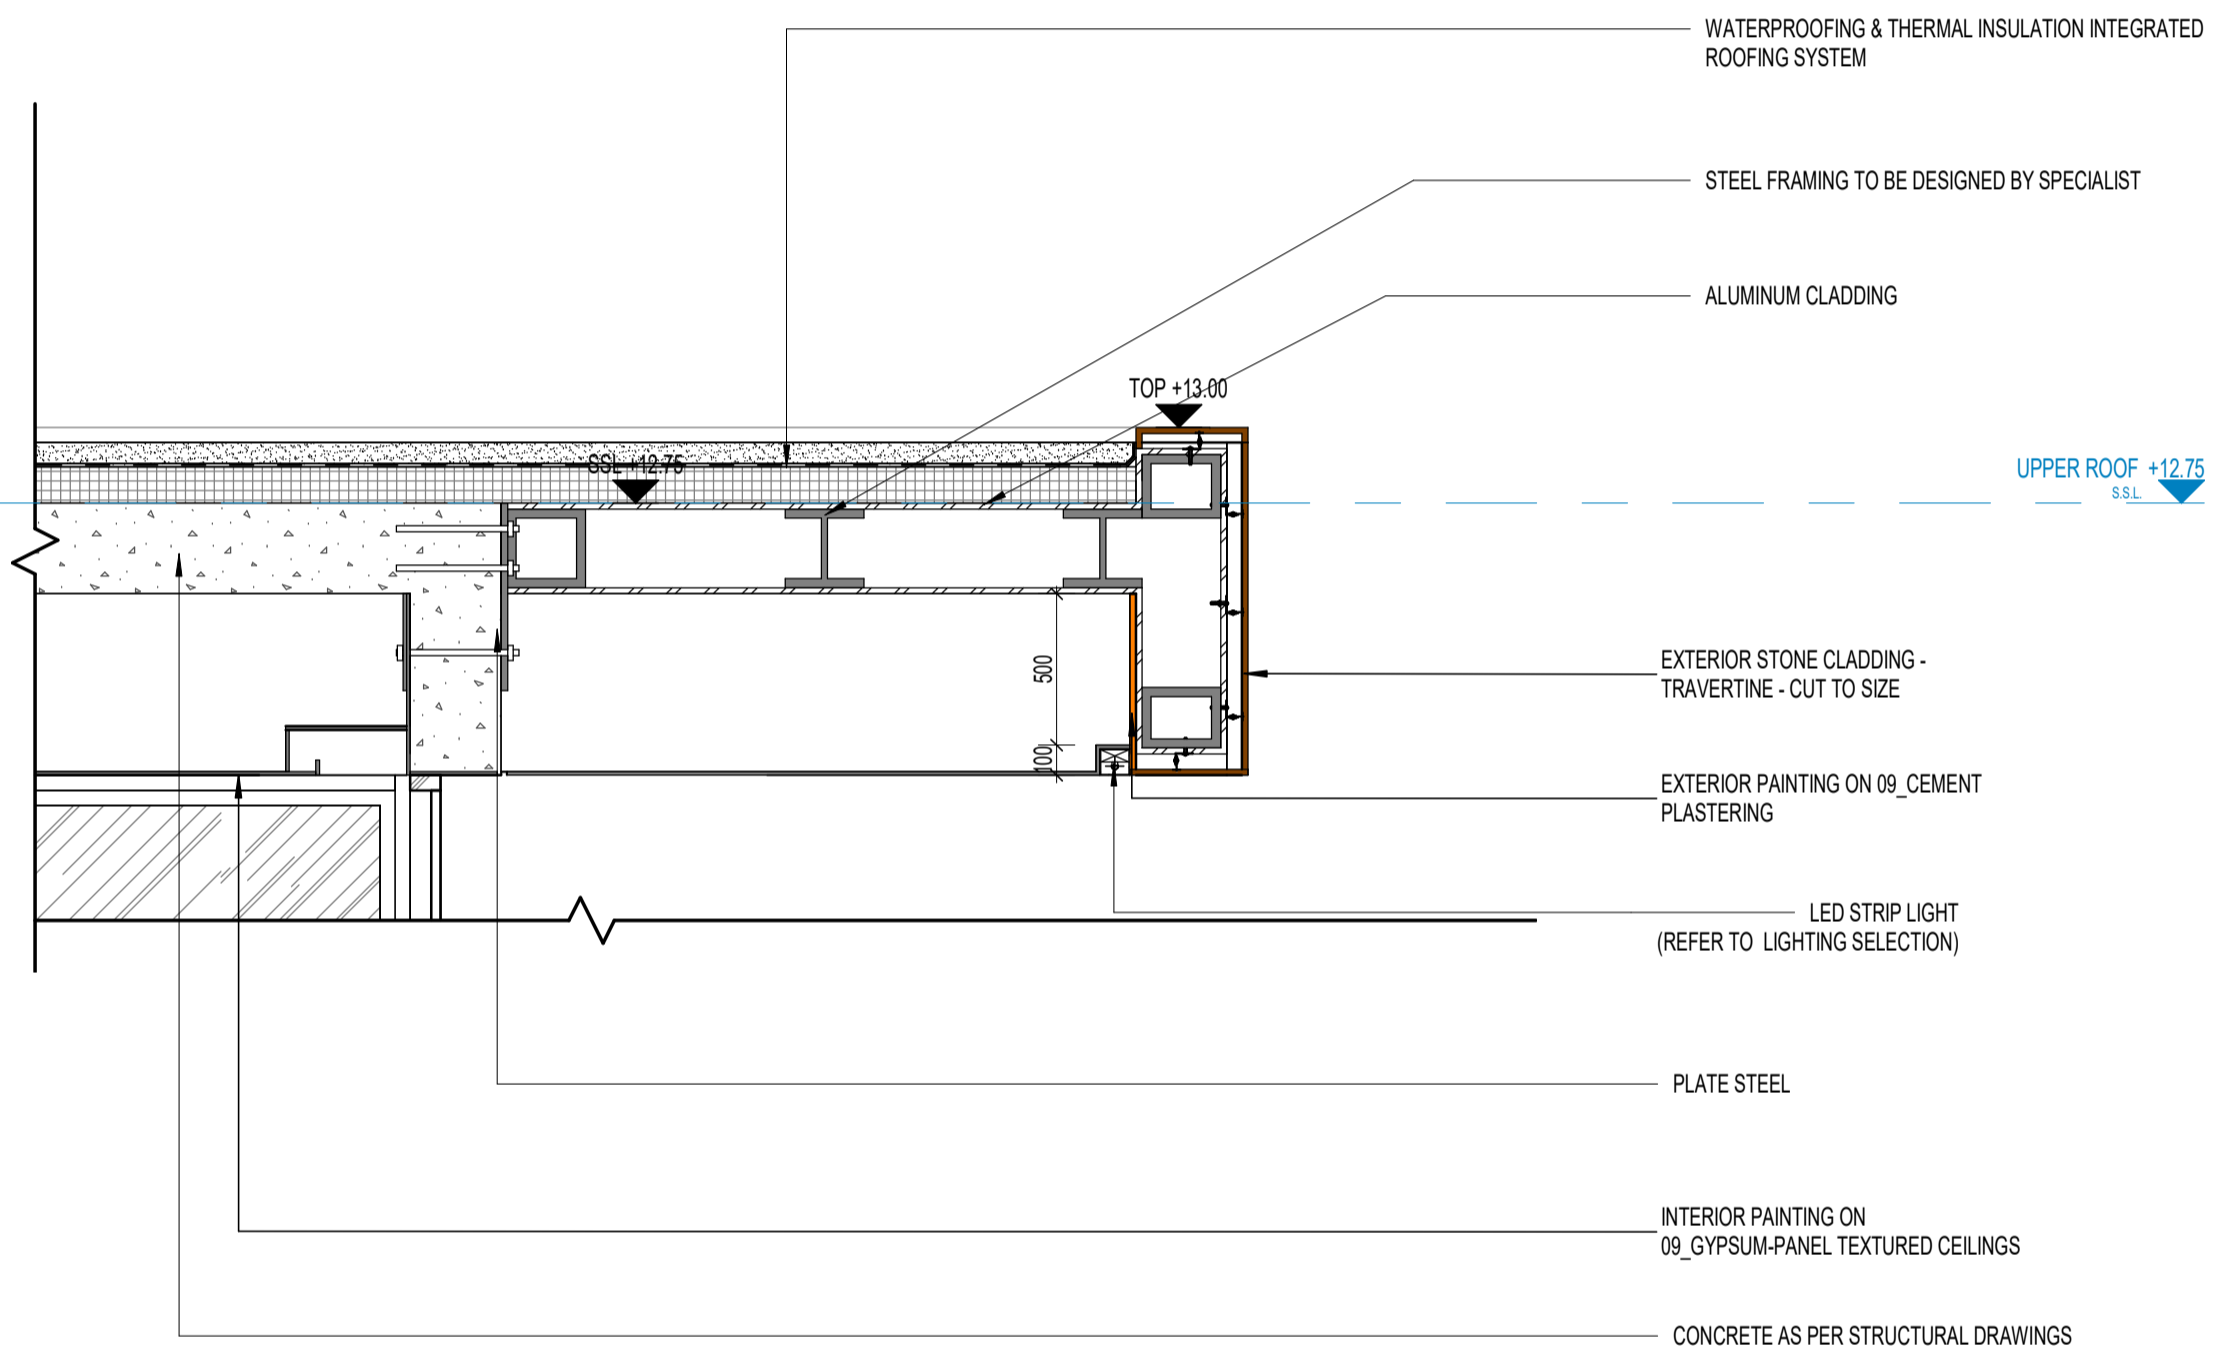 WATERPROOFING & THERMAL INSULATION INTEGRATED
ROOFING SYSTEM
STEEL FRAMING TO BE DESIGNED BY SPECIALIST
ALUMINUM CLADDING
TOP +13.00
SSL +12.75
UPPER ROOF +12.75
S.S.L.
500
100
EXTERIOR STONE CLADDING -
TRAVERTINE - CUT TO SIZE
EXTERIOR PAINTING ON 09_CEMENT
PLASTERING
LED STRIP LIGHT
(REFER TO LIGHTING SELECTION)
PLATE STEEL
INTERIOR PAINTING ON
09_GYPSUM-PANEL TEXTURED CEILINGS
CONCRETE AS PER STRUCTURAL DRAWINGS